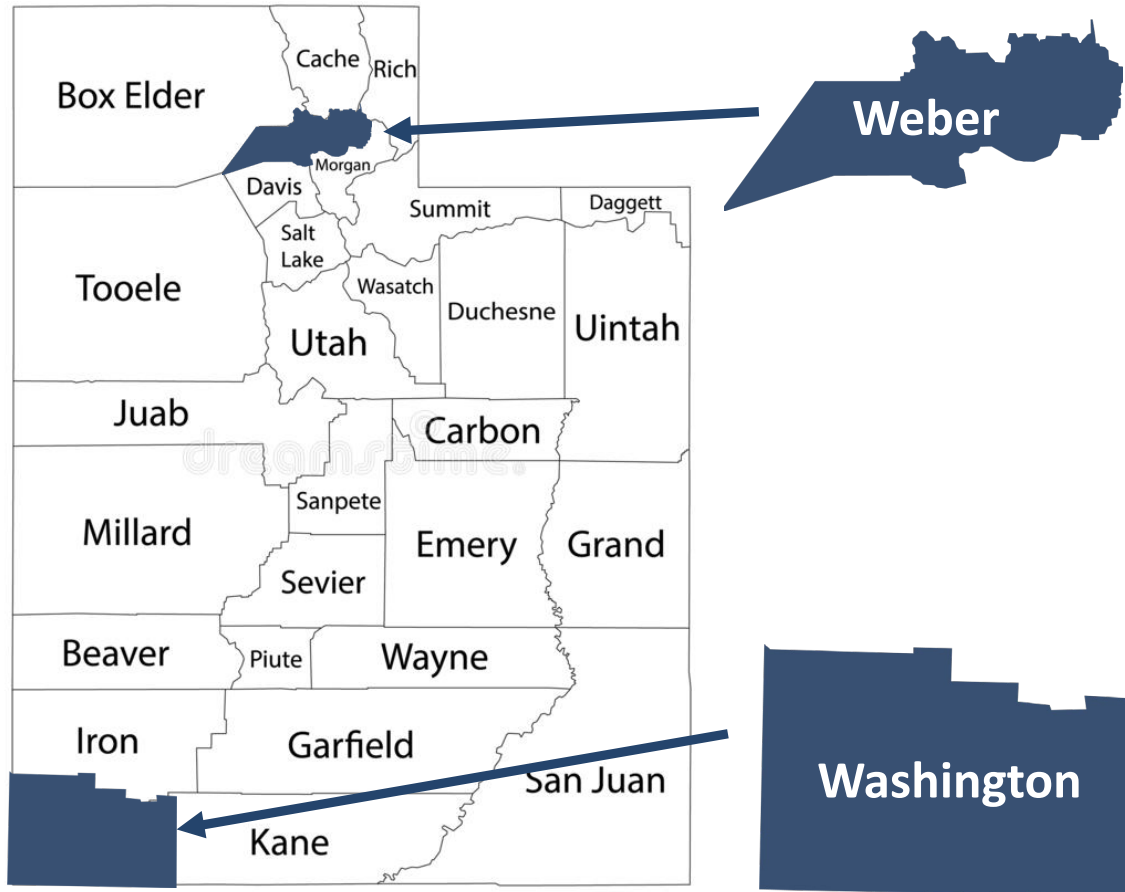 Cache
Rich
Box Elder
Weber
Morgan
Davis
Summit
Daggett
Salt
Lake
Tooele
Wasatch
Duchesne
Uintah
Utah
Juab
Carbon
dreamstime.
Sanpete
Millard
Emery
Grand
Sevier
Beaver
Piute
Wayne
Iron
Garfield
San Juan
Washington
Kane